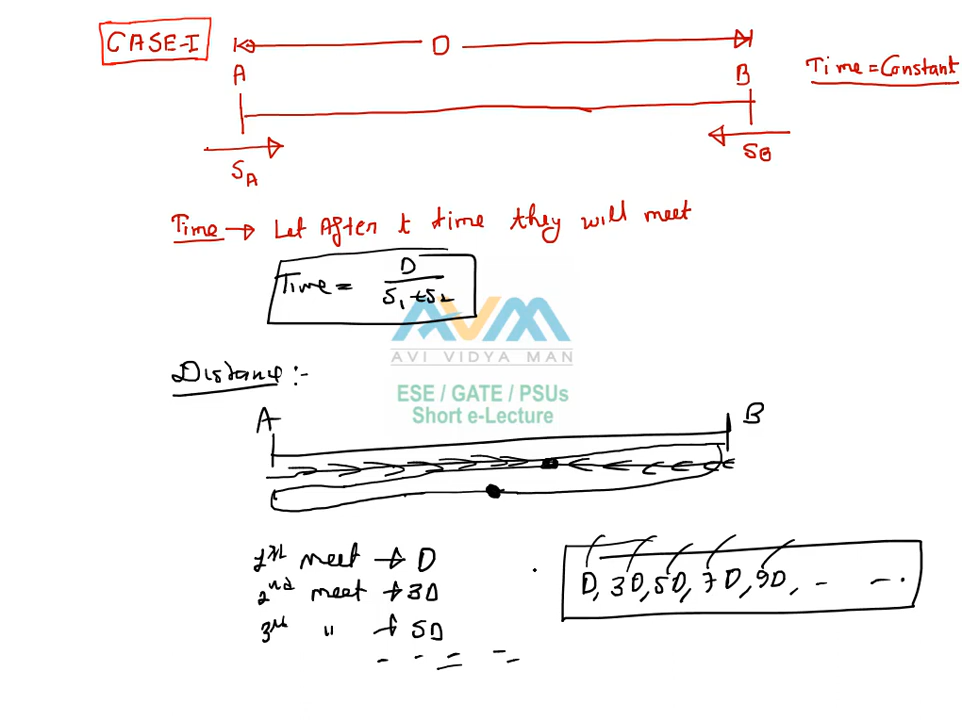 CASE-I
D
A
B
Time = Constant
SA
SB
Time → Let After t time they will meet
Time = D / S1 + S2
AVM
AVI VIDYA MAN
Distance :-
ESE / GATE / PSUs
Short e-Lecture
A
B
1st meet → D
2nd meet → 3D
3rd " → 5D
D, 3D, 5D, 7D, 9D, - - -.